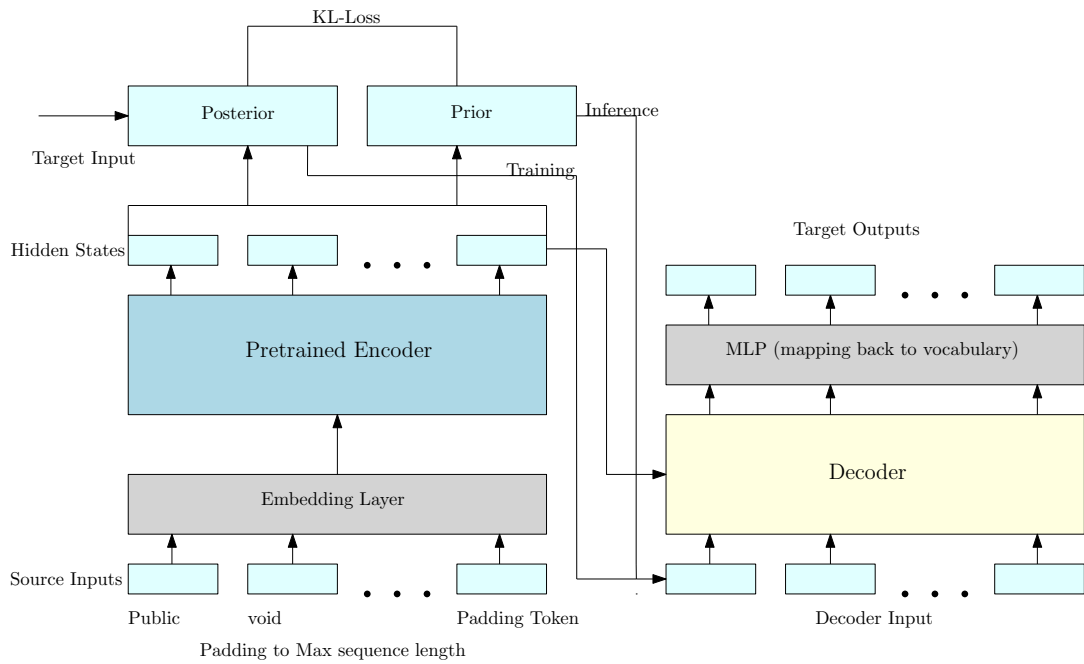 KL-Loss
Posterior
Prior
Inference
Target Input
Training
Hidden States
Target Outputs
Pretrained Encoder
MLP (mapping back to vocabulary)
Decoder
Embedding Layer
Source Inputs
Public
void
Padding Token
Decoder Input
Padding to Max sequence length